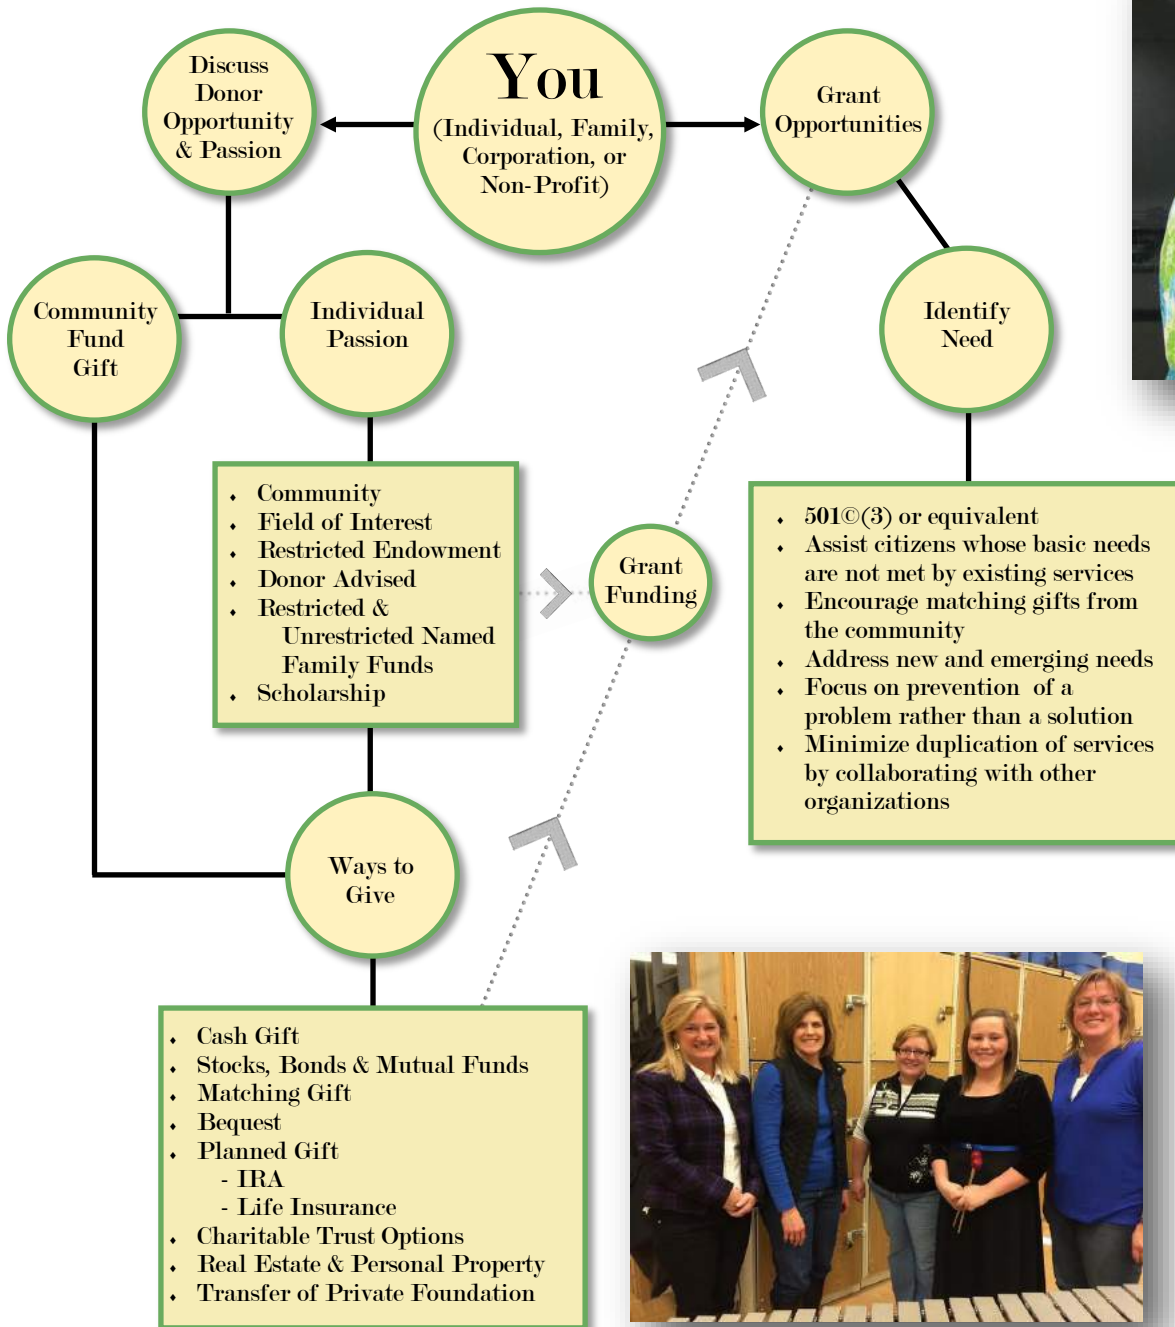 You
(Individual, Family,
Corporation, or
Non-Profit)
Discuss
Donor
Opportunity
& Passion
Grant
Opportunities
Community
Fund
Gift
Individual
Passion
Identify
Need
⬧ Community
⬧ Field of Interest
⬧ Restricted Endowment
⬧ Donor Advised
⬧ Restricted &
Unrestricted Named
Family Funds
⬧ Scholarship
Grant
Funding
⬧ 501©(3) or equivalent
⬧ Assist citizens whose basic needs
are not met by existing services
⬧ Encourage matching gifts from
the community
⬧ Address new and emerging needs
⬧ Focus on prevention of a
problem rather than a solution
⬧ Minimize duplication of services
by collaborating with other
organizations
Ways to
Give
⬧ Cash Gift
⬧ Stocks, Bonds & Mutual Funds
⬧ Matching Gift
⬧ Bequest
⬧ Planned Gift
- IRA
- Life Insurance
⬧ Charitable Trust Options
⬧ Real Estate & Personal Property
⬧ Transfer of Private Foundation